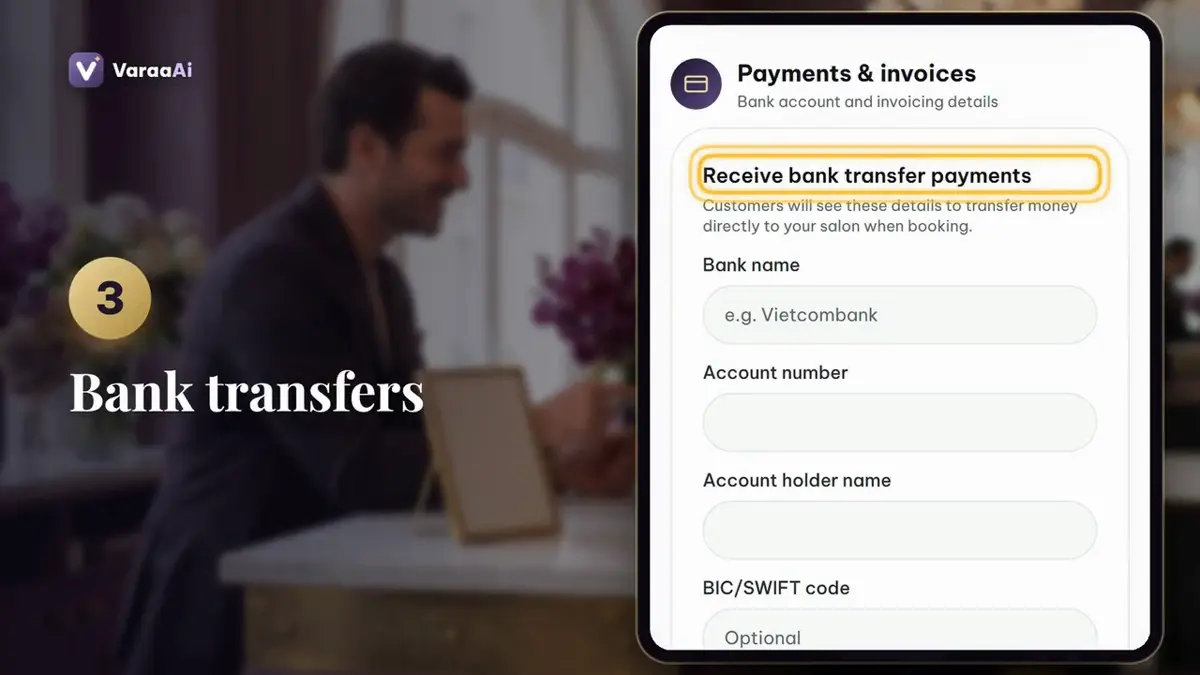 VaraaAi
3
Bank transfers
Payments & invoices
Bank account and invoicing details
Receive bank transfer payments
Customers will see these details to transfer money
directly to your salon when booking.
Bank name
e.g. Vietcombank
Account number
Account holder name
BIC/SWIFT code
Optional